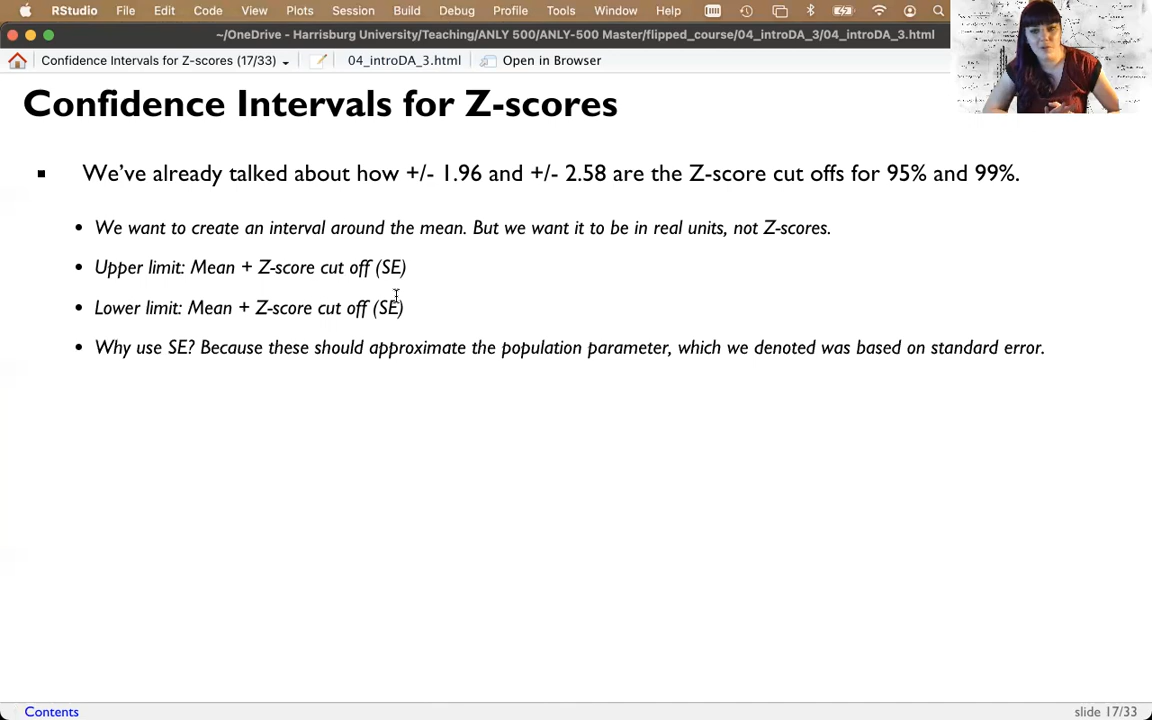 RStudio File Edit Code View Plots Session Build Debug Profile Tools Window Help
~/OneDrive - Harrisburg University/Teaching/ANLY 500/ANLY-500 Master/flipped_course/04_introDA_3/04_introDA_3.html
Confidence Intervals for Z-scores (17/33) 04_introDA_3.html Open in Browser
Confidence Intervals for Z-scores
We've already talked about how +/- 1.96 and +/- 2.58 are the Z-score cut offs for 95% and 99%.
We want to create an interval around the mean. But we want it to be in real units, not Z-scores.
Upper limit: Mean + Z-score cut off (SE)
Lower limit: Mean + Z-score cut off (SE)
Why use SE? Because these should approximate the population parameter, which we denoted was based on standard error.
Contents slide 17/33